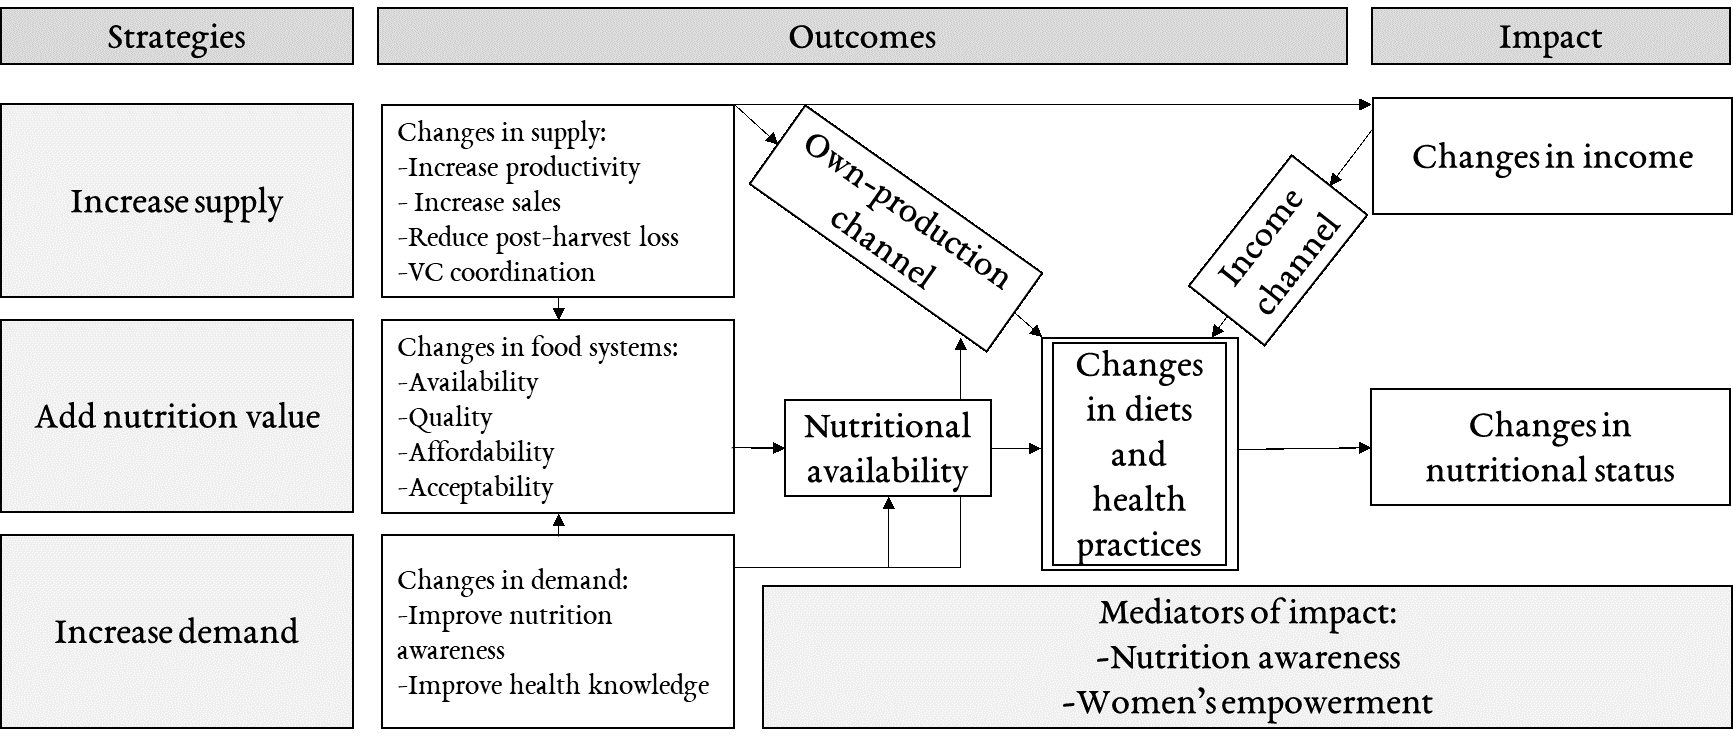 Strategies
Outcomes
Impact
Increase supply
Changes in supply:
-Increase productivity
- Increase sales
-Reduce post-harvest loss
-VC coordination
Own-production
channel
Income
channel
Changes in income
Add nutrition value
Changes in food systems:
-Availability
-Quality
-Affordability
-Acceptability
Nutritional
availability
Changes
in diets
and
health
practices
Changes in
nutritional status
Increase demand
Changes in demand:
-Improve nutrition
awareness
-Improve health knowledge
Mediators of impact:
-Nutrition awareness
-Women’s empowerment